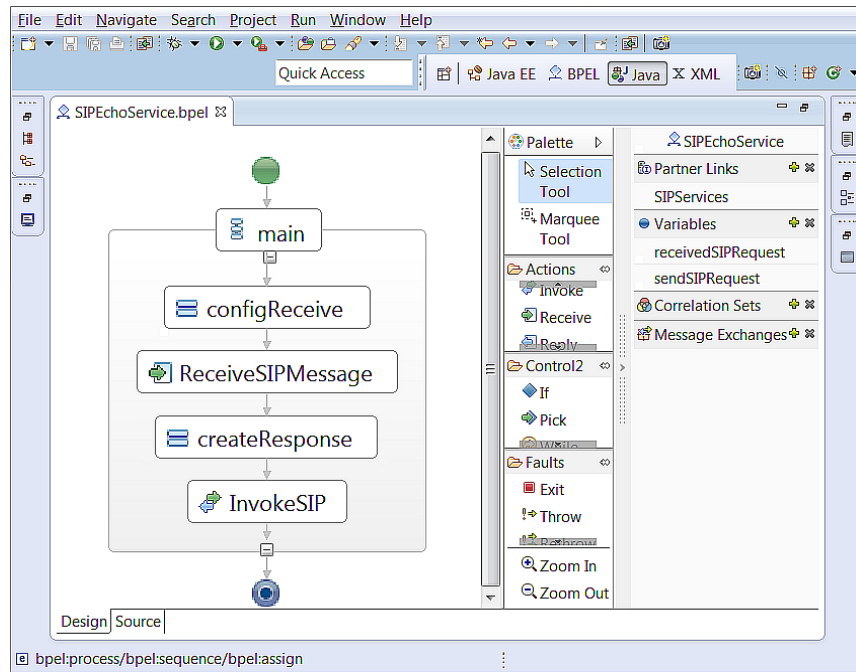 File Edit Navigate Search Project Run Window Help
Quick Access
Java EE BPEL Java XML
SIPEchoService.bpel
main
configReceive
ReceiveSIPMessage
createResponse
InvokeSIP
Design Source
Palette
Selection
Tool
Marquee
Tool
Actions
Invoke
Receive
Reply
Control2
If
Pick
While
Faults
Exit
Throw
Rethrow
Zoom In
Zoom Out
SIPEchoService
Partner Links
SIPServices
Variables
receivedSIPRequest
sendSIPRequest
Correlation Sets
Message Exchanges
bpel:process/bpel:sequence/bpel:assign